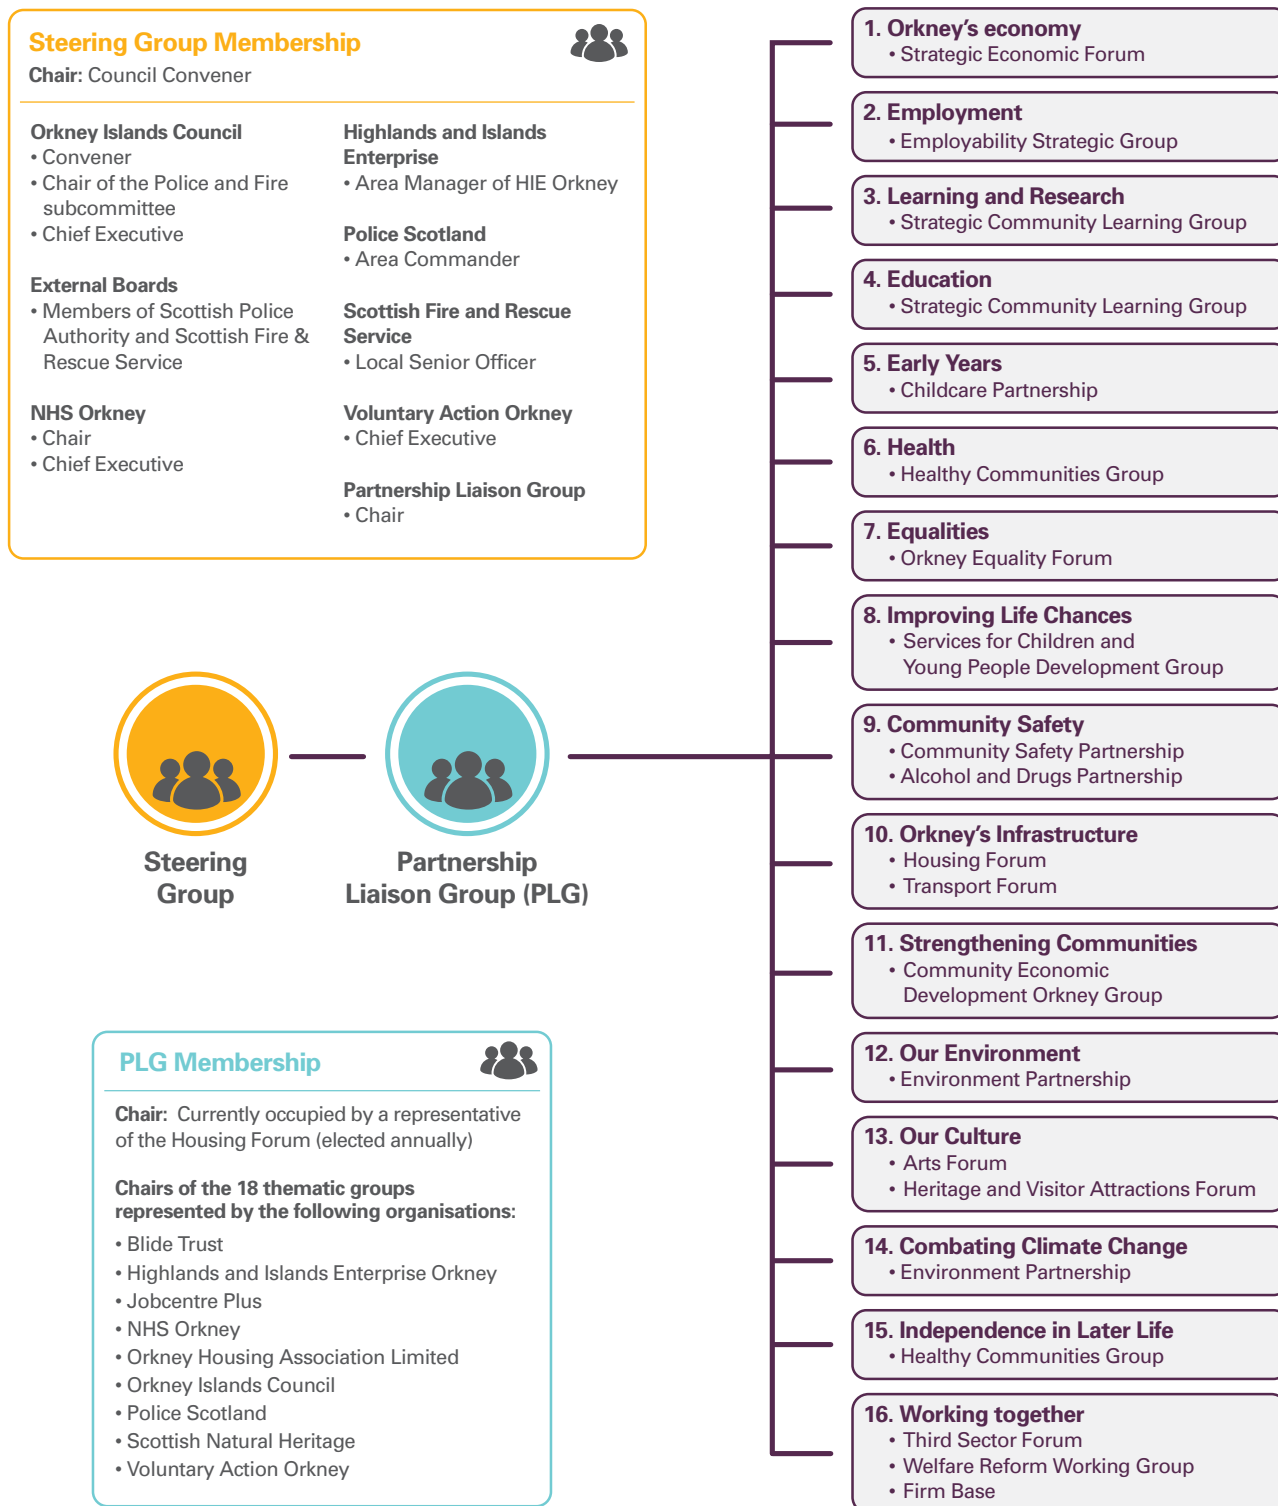 Steering Group Membership
Chair: Council Convener
Orkney Islands Council
• Convener
• Chair of the Police and Fire
subcommittee
• Chief Executive
External Boards
• Members of Scottish Police
Authority and Scottish Fire &
Rescue Service
NHS Orkney
• Chair
• Chief Executive
Highlands and Islands
Enterprise
• Area Manager of HIE Orkney
Police Scotland
• Area Commander
Scottish Fire and Rescue
Service
• Local Senior Officer
Voluntary Action Orkney
• Chief Executive
Partnership Liaison Group
• Chair
Steering
Group
Partnership
Liaison Group (PLG)
PLG Membership
Chair: Currently occupied by a representative
of the Housing Forum (elected annually)
Chairs of the 18 thematic groups
represented by the following organisations:
• Blide Trust
• Highlands and Islands Enterprise Orkney
• Jobcentre Plus
• NHS Orkney
• Orkney Housing Association Limited
• Orkney Islands Council
• Police Scotland
• Scottish Natural Heritage
• Voluntary Action Orkney
1. Orkney’s economy
• Strategic Economic Forum
2. Employment
• Employability Strategic Group
3. Learning and Research
• Strategic Community Learning Group
4. Education
• Strategic Community Learning Group
5. Early Years
• Childcare Partnership
6. Health
• Healthy Communities Group
7. Equalities
• Orkney Equality Forum
8. Improving Life Chances
• Services for Children and
Young People Development Group
9. Community Safety
• Community Safety Partnership
• Alcohol and Drugs Partnership
10. Orkney’s Infrastructure
• Housing Forum
• Transport Forum
11. Strengthening Communities
• Community Economic
Development Orkney Group
12. Our Environment
• Environment Partnership
13. Our Culture
• Arts Forum
• Heritage and Visitor Attractions Forum
14. Combating Climate Change
• Environment Partnership
15. Independence in Later Life
• Healthy Communities Group
16. Working together
• Third Sector Forum
• Welfare Reform Working Group
• Firm Base